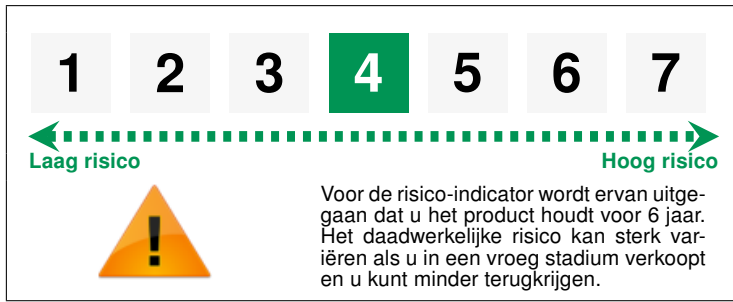 1 2 3 4 5 6 7
Laag risico Hoog risico
!
Voor de risico-indicator wordt ervan uitge-
gaan dat u het product houdt voor 6 jaar.
Het daadwerkelijke risico kan sterk var-
iëren als u in een vroeg stadium verkoopt
en u kunt minder terugkrijgen.